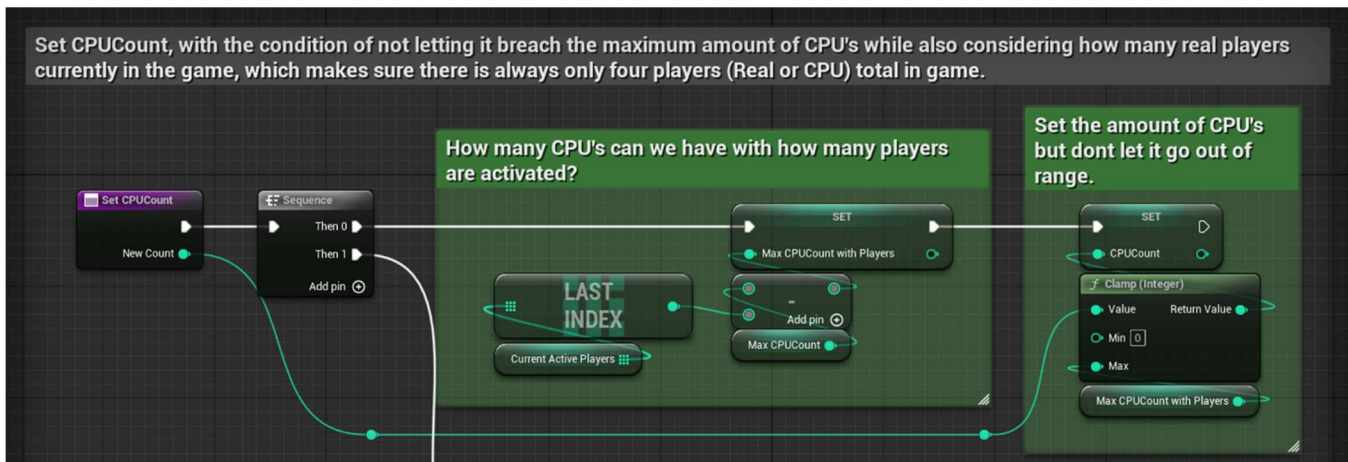 Set CPUCount, with the condition of not letting it breach the maximum amount of CPU's while also considering how many real players
currently in the game, which makes sure there is always only four players (Real or CPU) total in game.
How many CPU's can we have with how many players
are activated?
Set the amount of CPU's
but dont let it go out of
range.
Set CPUCount
New Count
Sequence
Then 0
Then 1
Add pin
LAST
INDEX
Current Active Players
SET
Max CPUCount with Players
-
Add pin
Max CPUCount
SET
CPUCount
f Clamp (Integer)
Value
Return Value
Min 0
Max
Max CPUCount with Players